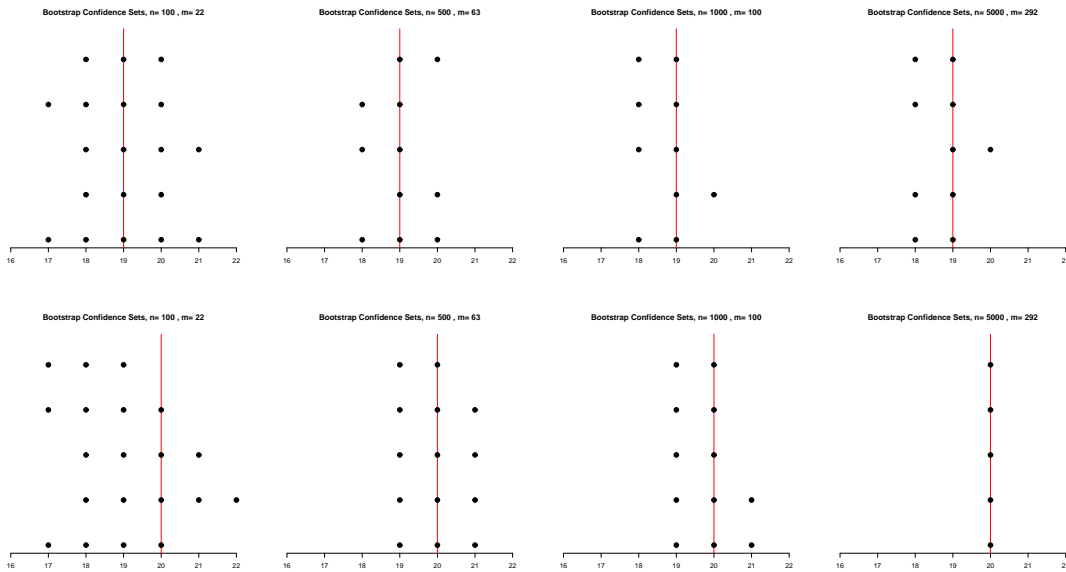 Bootstrap Confidence Sets, n= 100 , m= 22
16 17 18 19 20 21 22
Bootstrap Confidence Sets, n= 500 , m= 63
16 17 18 19 20 21 22
Bootstrap Confidence Sets, n= 1000 , m= 100
16 17 18 19 20 21 22
Bootstrap Confidence Sets, n= 5000 , m= 292
16 17 18 19 20 21 22
Bootstrap Confidence Sets, n= 100 , m= 22
16 17 18 19 20 21 22
Bootstrap Confidence Sets, n= 500 , m= 63
16 17 18 19 20 21 22
Bootstrap Confidence Sets, n= 1000 , m= 100
16 17 18 19 20 21 22
Bootstrap Confidence Sets, n= 5000 , m= 292
16 17 18 19 20 21 22